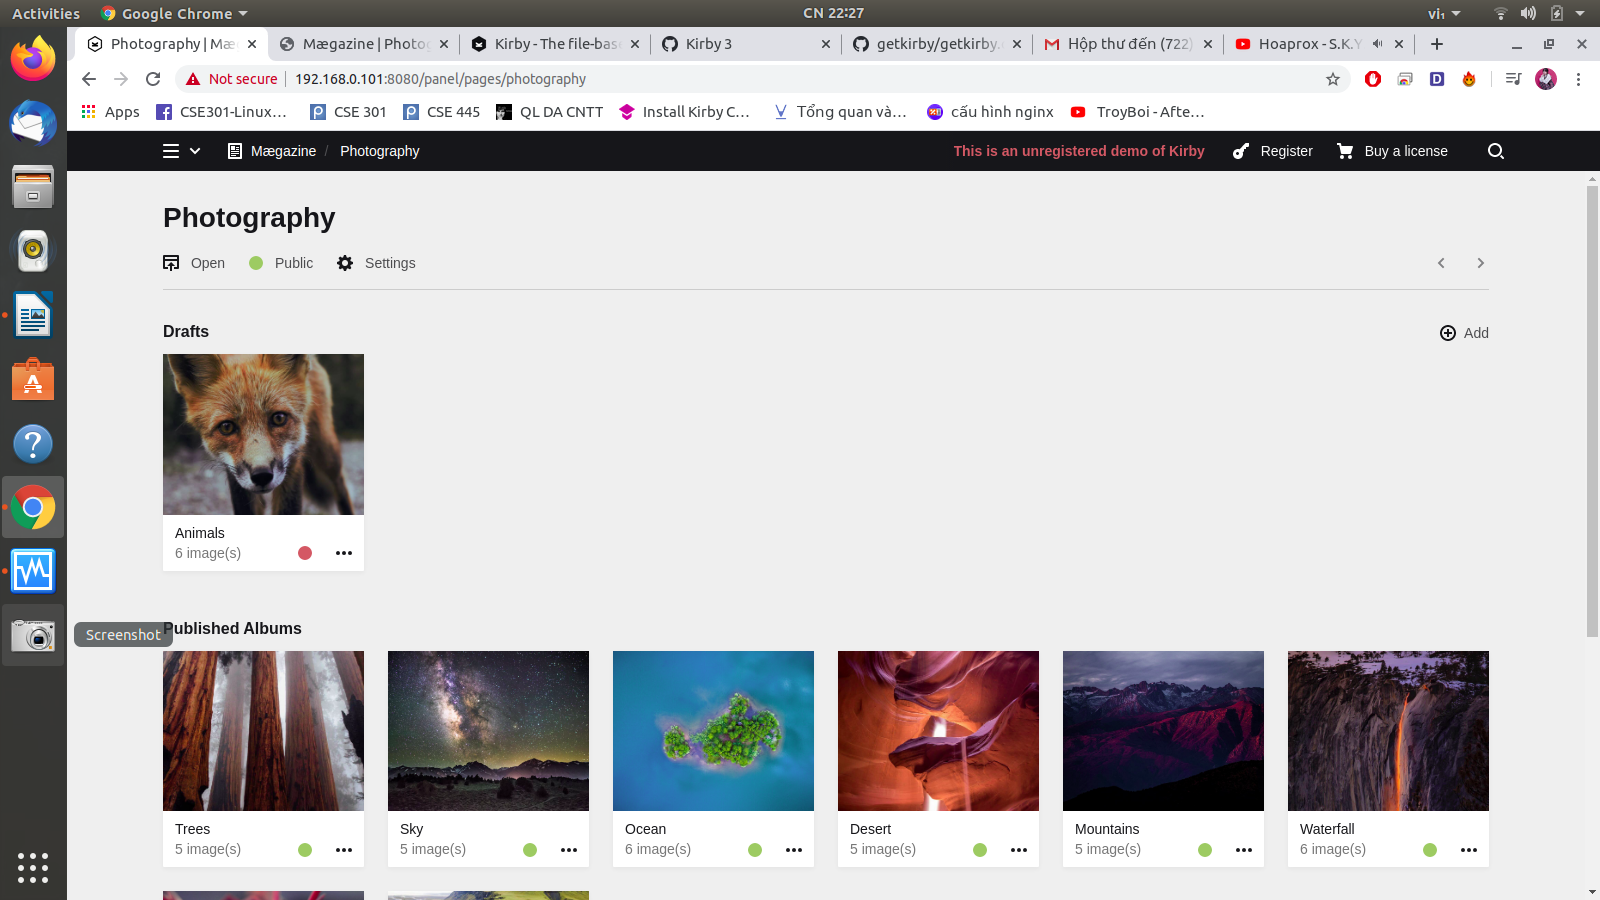 Activities
Google Chrome
CN 22:27
vi₁
Photography | Mæ
Mægazine | Photog
Kirby - The file-bas
Kirby 3
getkirby/getkirby.
Hộp thư đến (722)
Hoaprox - S.K.Y
Not secure
192.168.0.101:8080/panel/pages/photography
Apps
CSE301-Linux...
CSE 301
CSE 445
QL DA CNTT
Install Kirby C...
Tổng quan và...
cấu hình nginx
TroyBoi - Afte...
Mægazine / Photography
This is an unregistered demo of Kirby
Register
Buy a license
Photography
Open
Public
Settings
Drafts
Add
Animals
6 image(s)
Screenshot
Published Albums
Trees
5 image(s)
Sky
5 image(s)
Ocean
6 image(s)
Desert
5 image(s)
Mountains
5 image(s)
Waterfall
6 image(s)